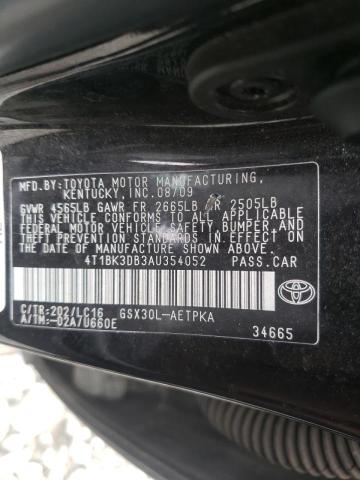 MFD.BY:TOYOTA MOTOR MANUFACTURING,
KENTUCKY, INC. 08/09
GVWR 4565LB GAWR FR 2665LB RR 2505LB
THIS VEHICLE CONFORMS TO ALL APPLICABLE
FEDERAL MOTOR VEHICLE SAFETY,BUMPER,AND
THEFT PREVENTION STANDARDS IN EFFECT ON THE
DATE OF MANUFACTURE SHOWN ABOVE.
4T1BK3DB3AU354052 PASS.CAR
C/TR:202/LC16 GSX30L-AETPKA
A/TM:-02A/U660E
34665